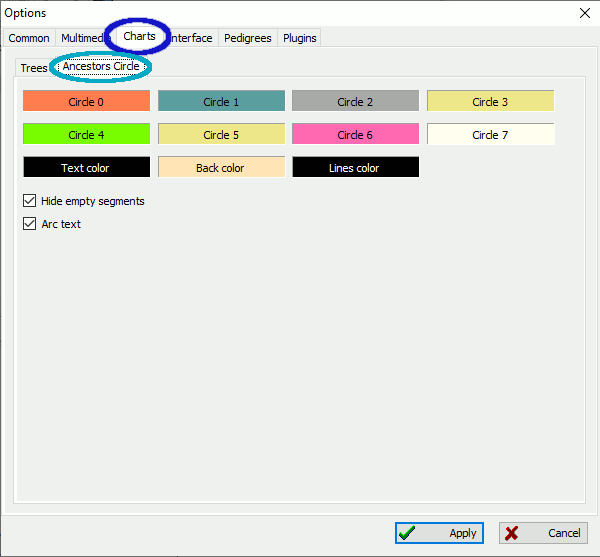 Options
Common Multimedia Charts Interface Pedigrees Plugins
Trees Ancestors Circle
Circle 0 Circle 1 Circle 2 Circle 3
Circle 4 Circle 5 Circle 6 Circle 7
Text color Back color Lines color
Hide empty segments
Arc text
Apply Cancel